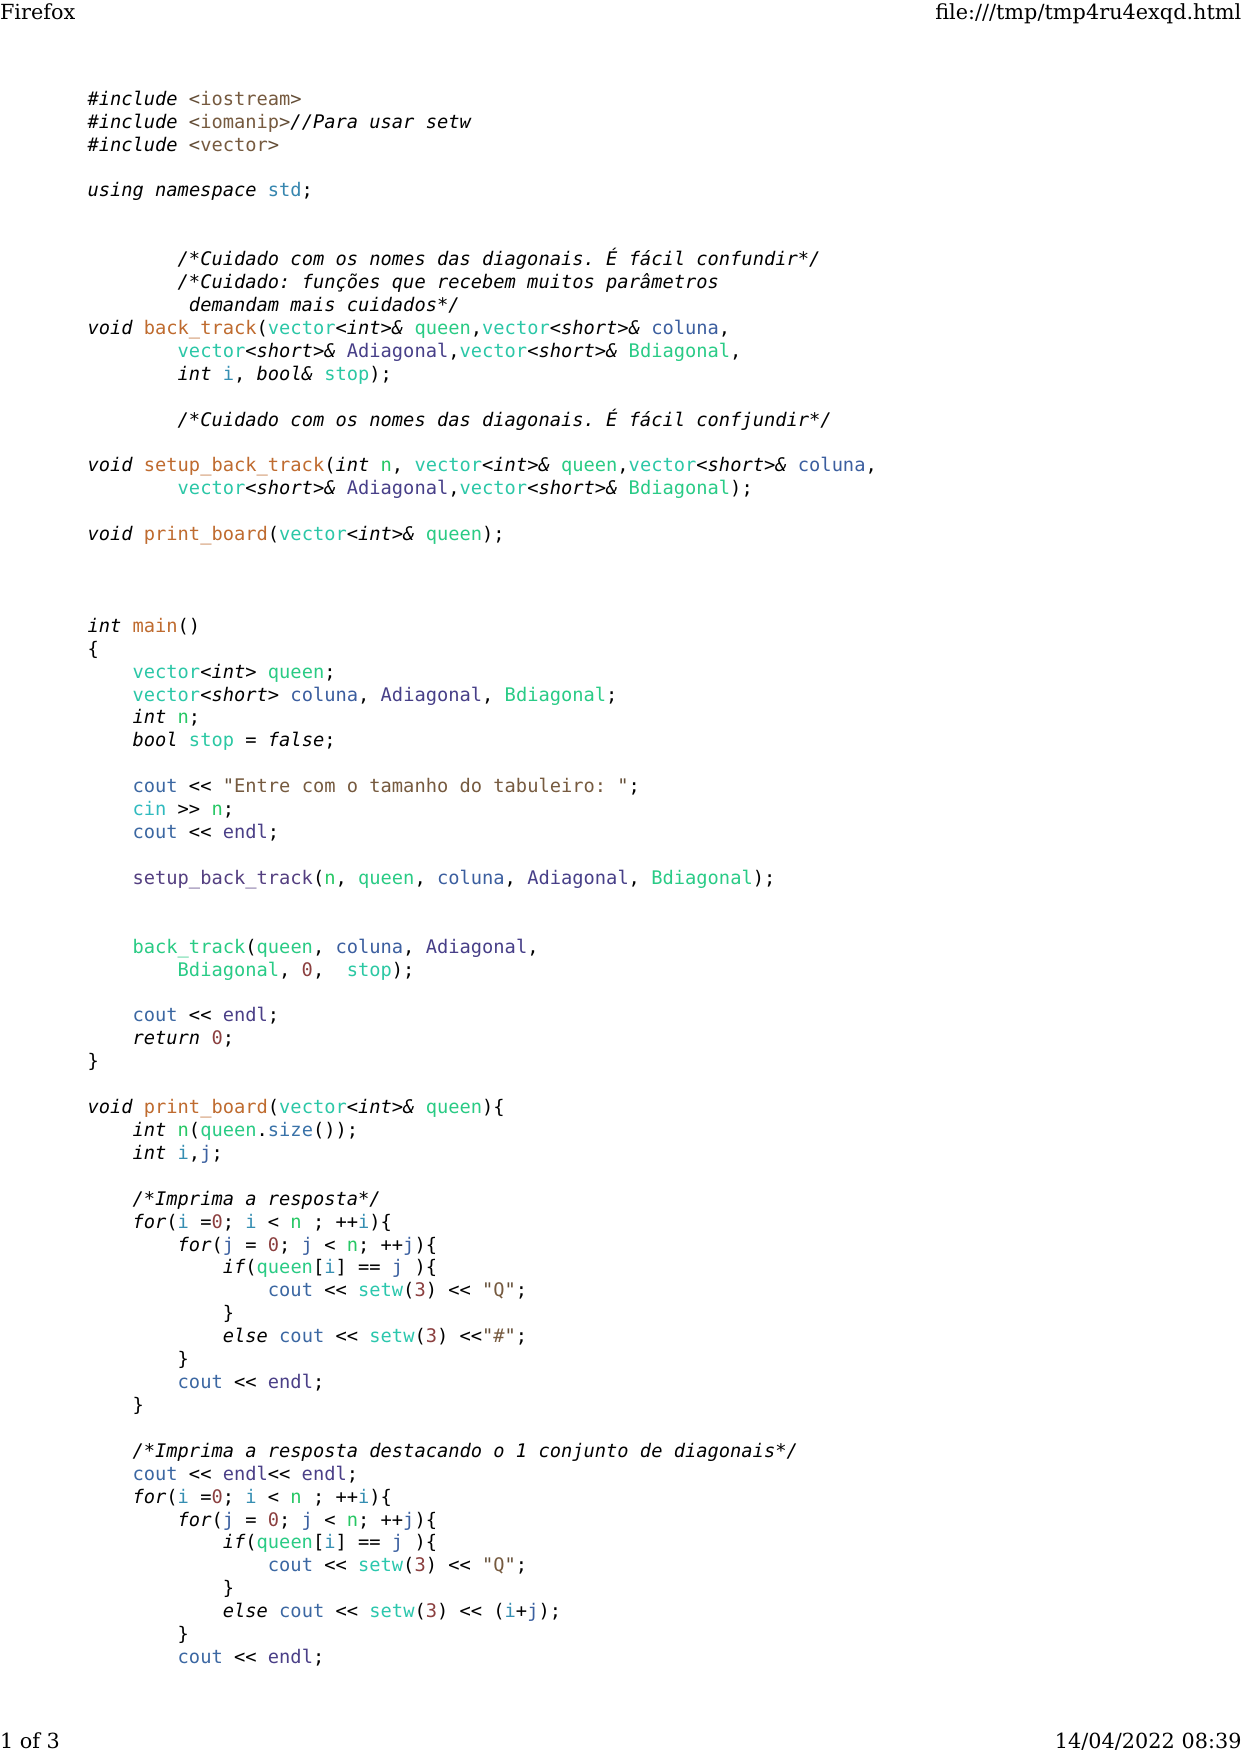 Firefox file:///tmp/tmp4ru4exqd.html
#include <iostream>
#include <iomanip>//Para usar setw
#include <vector>
using namespace std;
/*Cuidado com os nomes das diagonais. É fácil confundir*/
/*Cuidado: funções que recebem muitos parâmetros
demandam mais cuidados*/
void back_track(vector<int>& queen,vector<short>& coluna,
vector<short>& Adiagonal,vector<short>& Bdiagonal,
int i, bool& stop);
/*Cuidado com os nomes das diagonais. É fácil confjundir*/
void setup_back_track(int n, vector<int>& queen,vector<short>& coluna,
vector<short>& Adiagonal,vector<short>& Bdiagonal);
void print_board(vector<int>& queen);
int main()
{
vector<int> queen;
vector<short> coluna, Adiagonal, Bdiagonal;
int n;
bool stop = false;
cout << "Entre com o tamanho do tabuleiro: ";
cin >> n;
cout << endl;
setup_back_track(n, queen, coluna, Adiagonal, Bdiagonal);
back_track(queen, coluna, Adiagonal,
Bdiagonal, 0,  stop);
cout << endl;
return 0;
}
void print_board(vector<int>& queen){
int n(queen.size());
int i,j;
/*Imprima a resposta*/
for(i =0; i < n ; ++i){
for(j = 0; j < n; ++j){
if(queen[i] == j ){
cout << setw(3) << "Q";
}
else cout << setw(3) <<"#";
}
cout << endl;
}
/*Imprima a resposta destacando o 1 conjunto de diagonais*/
cout << endl<< endl;
for(i =0; i < n ; ++i){
for(j = 0; j < n; ++j){
if(queen[i] == j ){
cout << setw(3) << "Q";
}
else cout << setw(3) << (i+j);
}
cout << endl;
1 of 3 14/04/2022 08:39